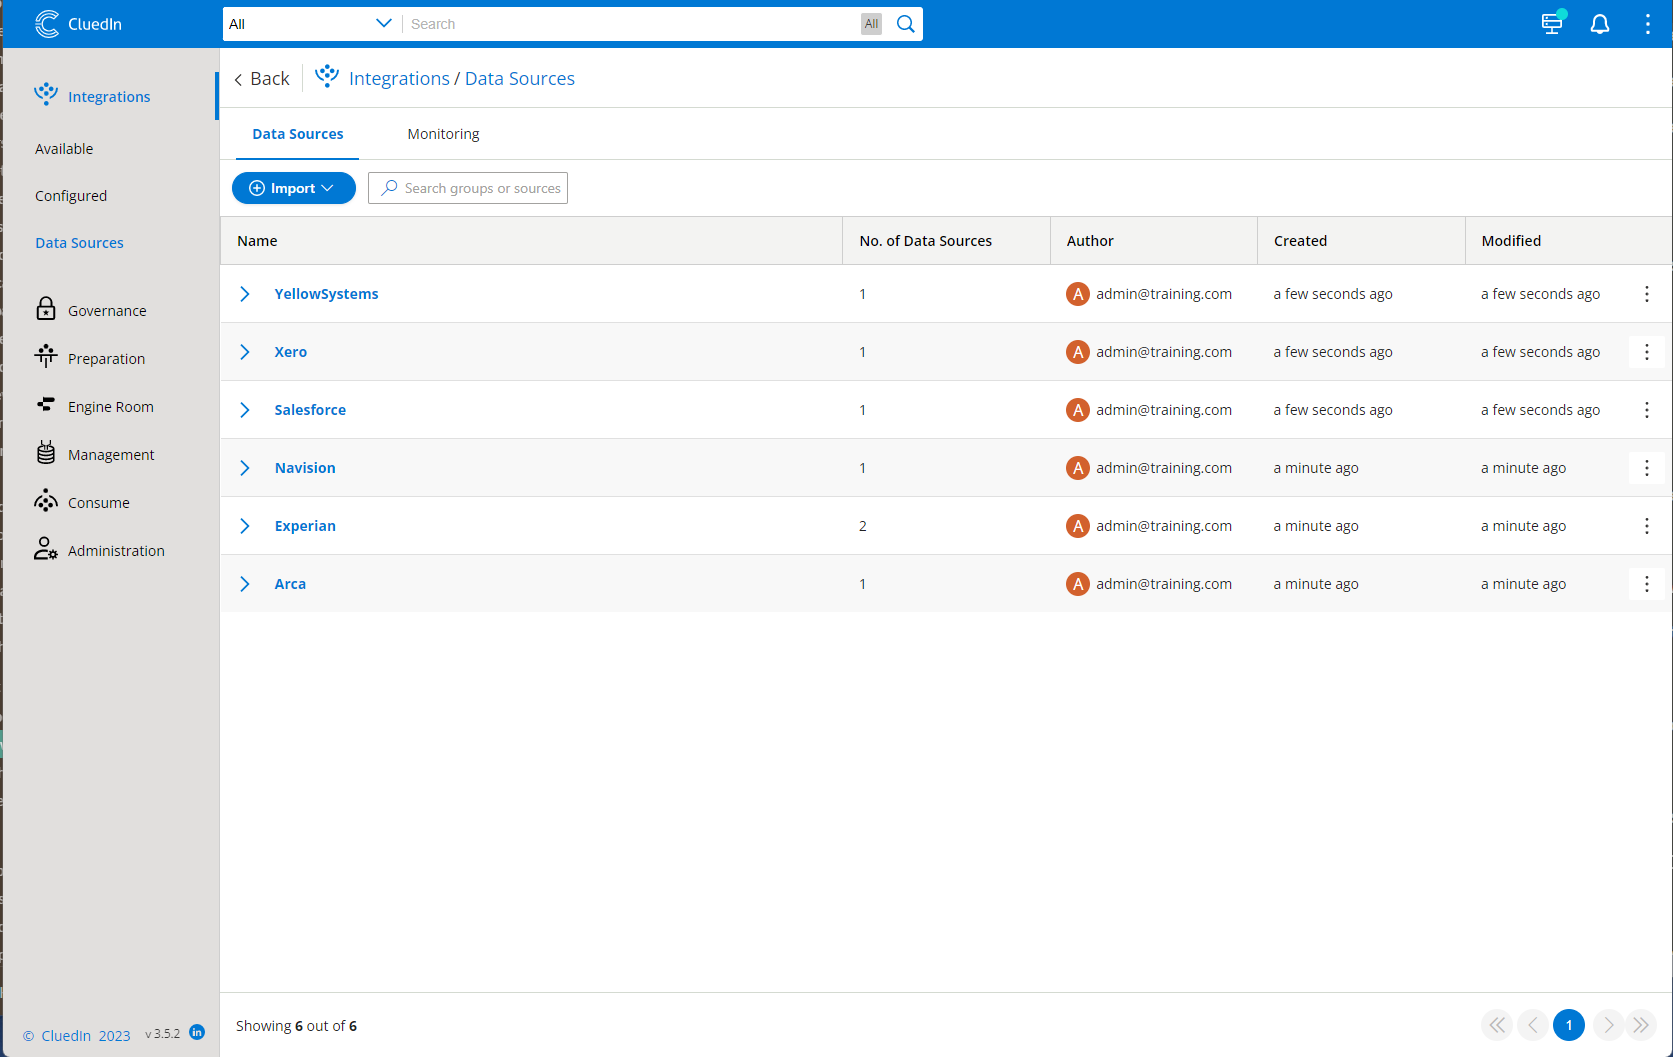 CluedIn
All
Search
All
Integrations
Available
Configured
Data Sources
Governance
Preparation
Engine Room
Management
Consume
Administration
© CluedIn 2023 v 3.5.2 in
Back
Integrations / Data Sources
Data Sources Monitoring
Import
Search groups or sources
Name No. of Data Sources Author Created Modified
YellowSystems 1 A admin@training.com a few seconds ago a few seconds ago
Xero 1 A admin@training.com a few seconds ago a few seconds ago
Salesforce 1 A admin@training.com a few seconds ago a few seconds ago
Navision 1 A admin@training.com a minute ago a minute ago
Experian 2 A admin@training.com a minute ago a minute ago
Arca 1 A admin@training.com a minute ago a minute ago
Showing 6 out of 6
1